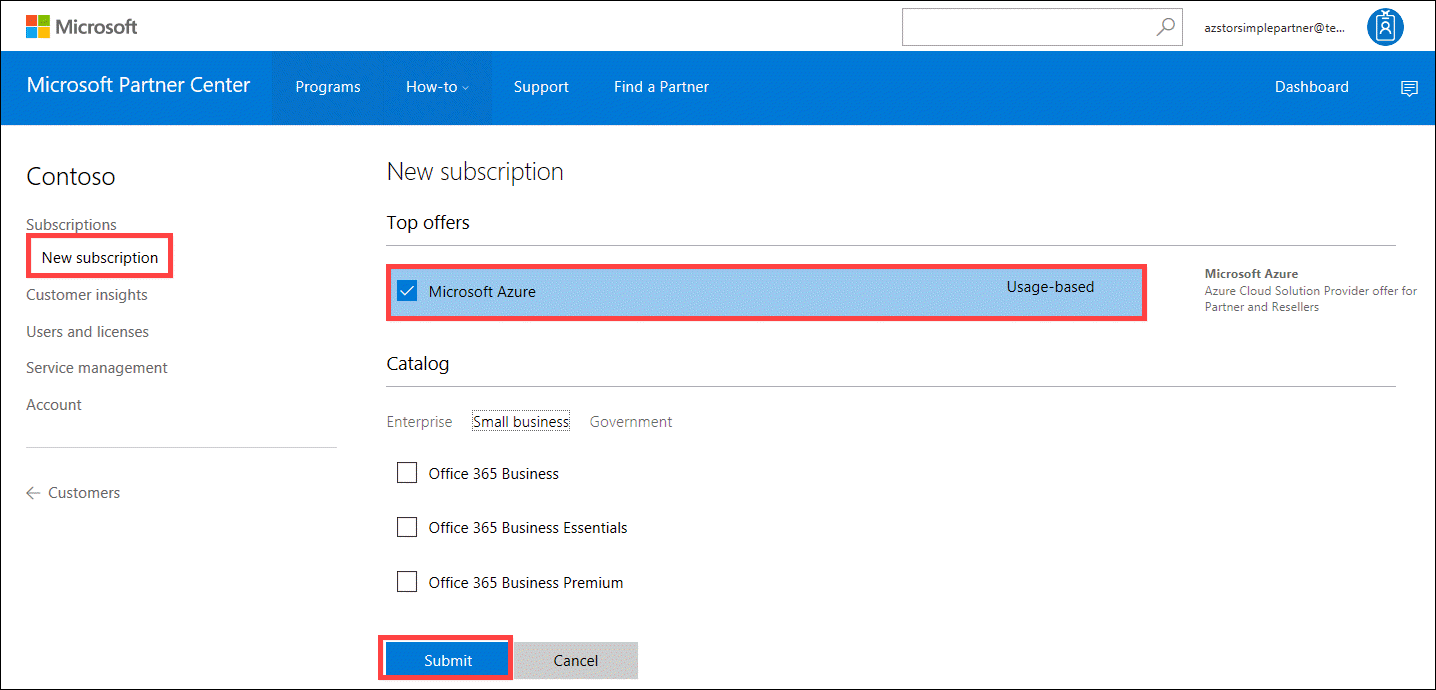 Microsoft
azstorsimplepartner@te...
Microsoft Partner Center
Programs
How-to
Support
Find a Partner
Dashboard
Contoso
Subscriptions
New subscription
Customer insights
Users and licenses
Service management
Account
Customers
New subscription
Top offers
Microsoft Azure
Usage-based
Microsoft Azure
Azure Cloud Solution Provider offer for
Partner and Resellers
Catalog
Enterprise
Small business
Government
Office 365 Business
Office 365 Business Essentials
Office 365 Business Premium
Submit
Cancel